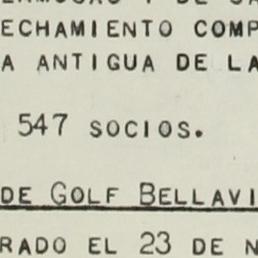 ECHAMIENTO COMP
A ANTIGUA DE LA
547 SOCIOS.
DE GOLF BELLAVI
RADO EL 23 DE N